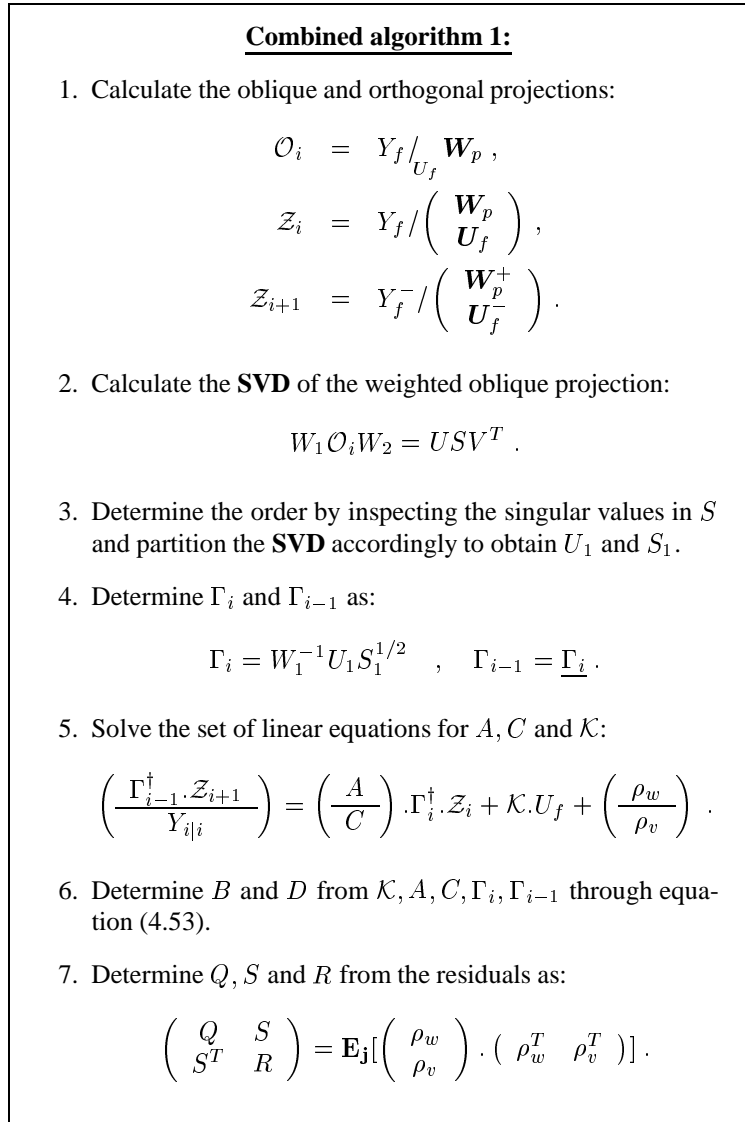 Combined algorithm 1:
1. Calculate the oblique and orthogonal projections:
𝒪_i = Y_f /_{U_f} W_p ,
𝒵_i = Y_f / ( W_p ; U_f ) ,
𝒵_{i+1} = Y_f^- / ( W_p^+ ; U_f^- ) .
2. Calculate the SVD of the weighted oblique projection:
W_1 𝒪_i W_2 = U S V^T .
3. Determine the order by inspecting the singular values in S
and partition the SVD accordingly to obtain U_1 and S_1.
4. Determine Γ_i and Γ_{i−1} as:
Γ_i = W_1^{−1} U_1 S_1^{1/2} , Γ_{i−1} = \underline{Γ_i} .
5. Solve the set of linear equations for A, C and 𝒦:
( Γ_{i−1}^† . 𝒵_{i+1} / Y_{i|i} ) = ( A / C ) . Γ_i^† . 𝒵_i + 𝒦 . U_f + ( ρ_w / ρ_v ) .
6. Determine B and D from 𝒦, A, C, Γ_i, Γ_{i−1} through equa-
tion (4.53).
7. Determine Q, S and R from the residuals as:
( Q S ; S^T R ) = E_j[ ( ρ_w ; ρ_v ) . ( ρ_w^T ρ_v^T ) ] .